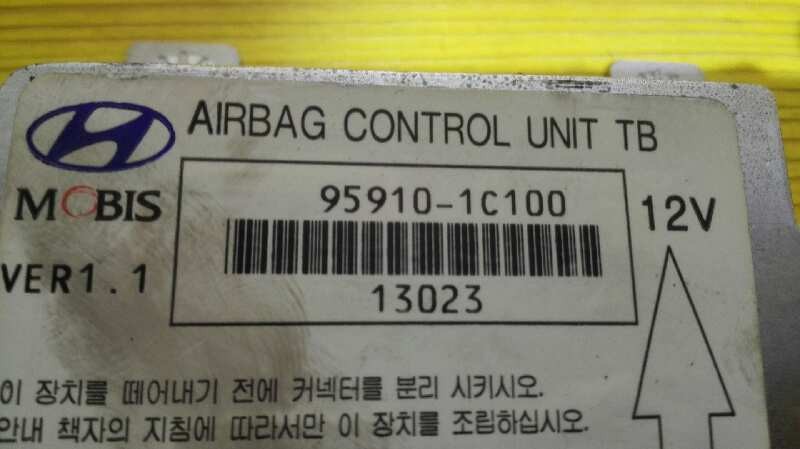 AIRBAG CONTROL UNIT TB
MOBIS
95910-1C100
12V
VER1.1
13023
이 장치를 떼어내기 전에 커넥터를 분리 시키시오.
안내 책자의 지침에 따라서만 이 장치를 조립하십시오.